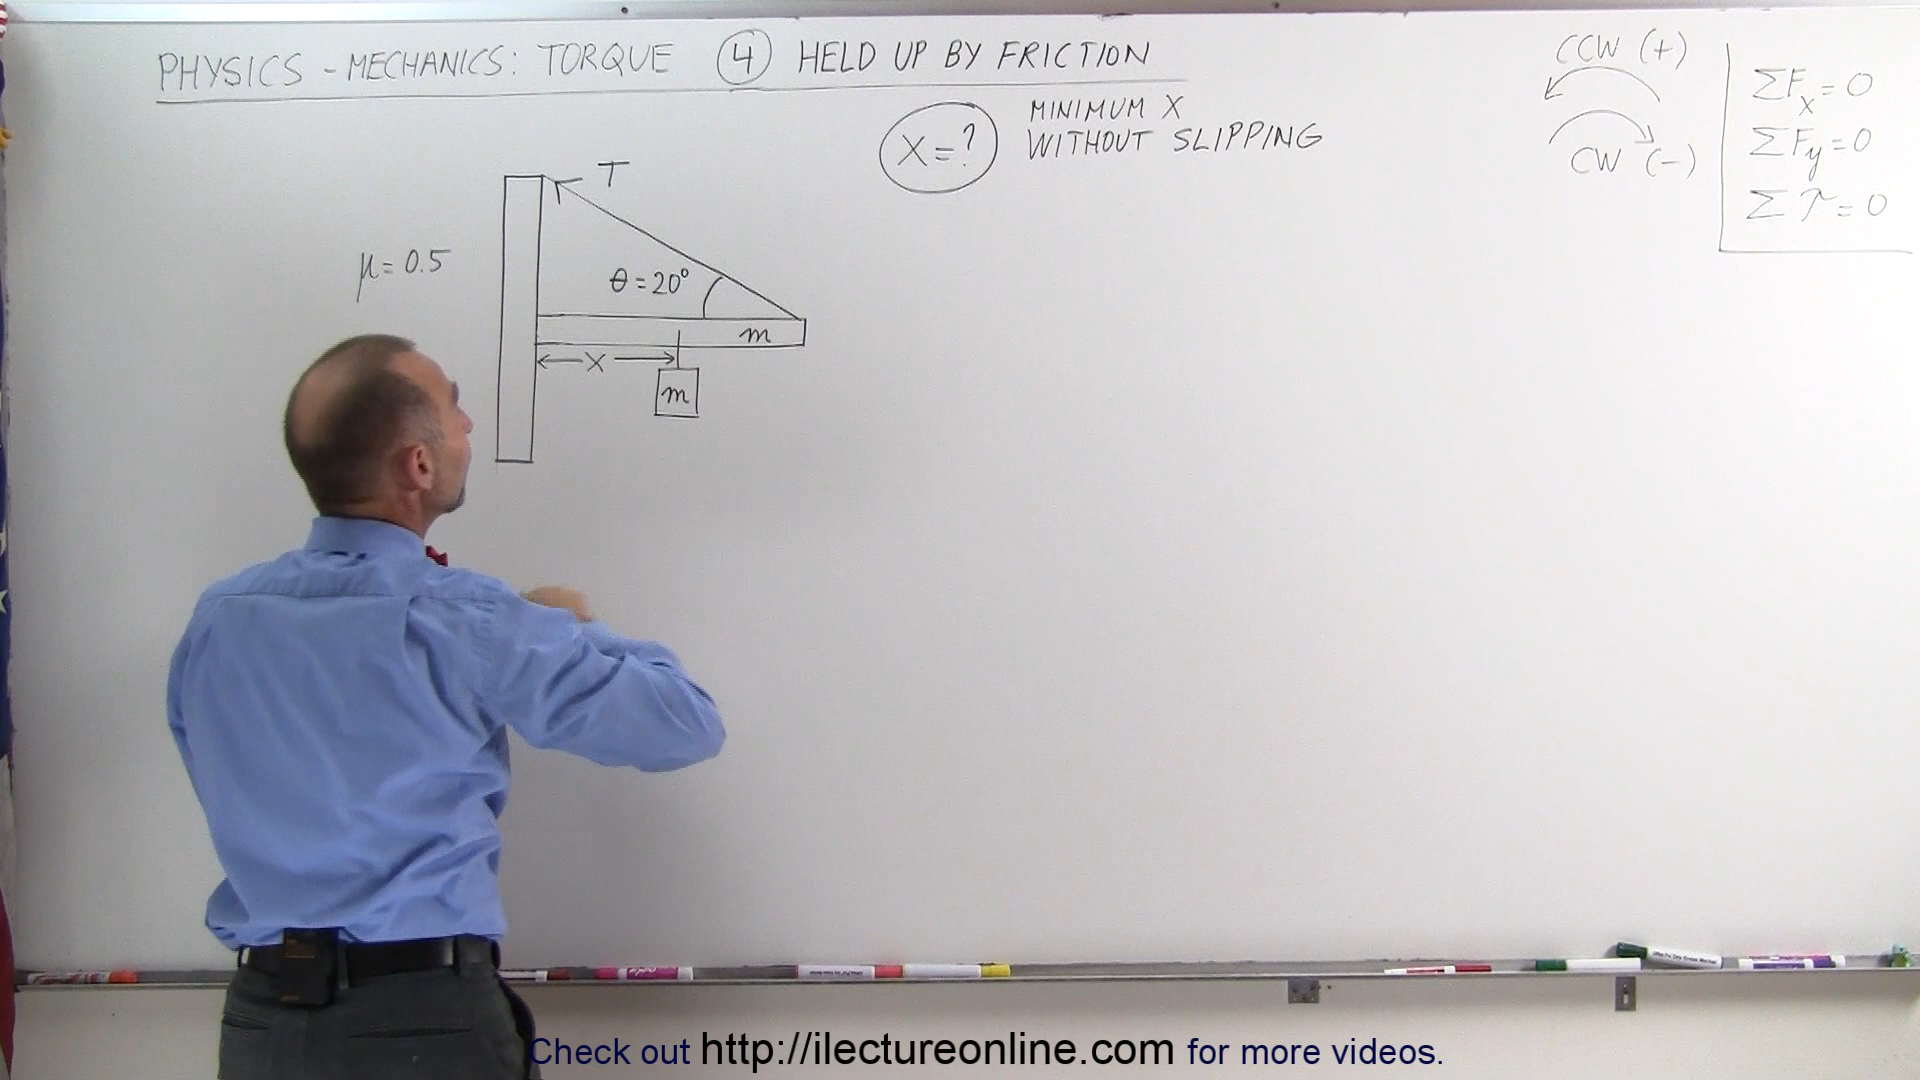 PHYSICS - MECHANICS: TORQUE ④ HELD UP BY FRICTION
X = ?
MINIMUM X
WITHOUT SLIPPING
CCW (+)
CW (-)
ΣFx = 0
ΣFy = 0
Στ = 0
T
μ = 0.5
θ = 20°
m
X
m
Check out http://ilectureonline.com for more videos.